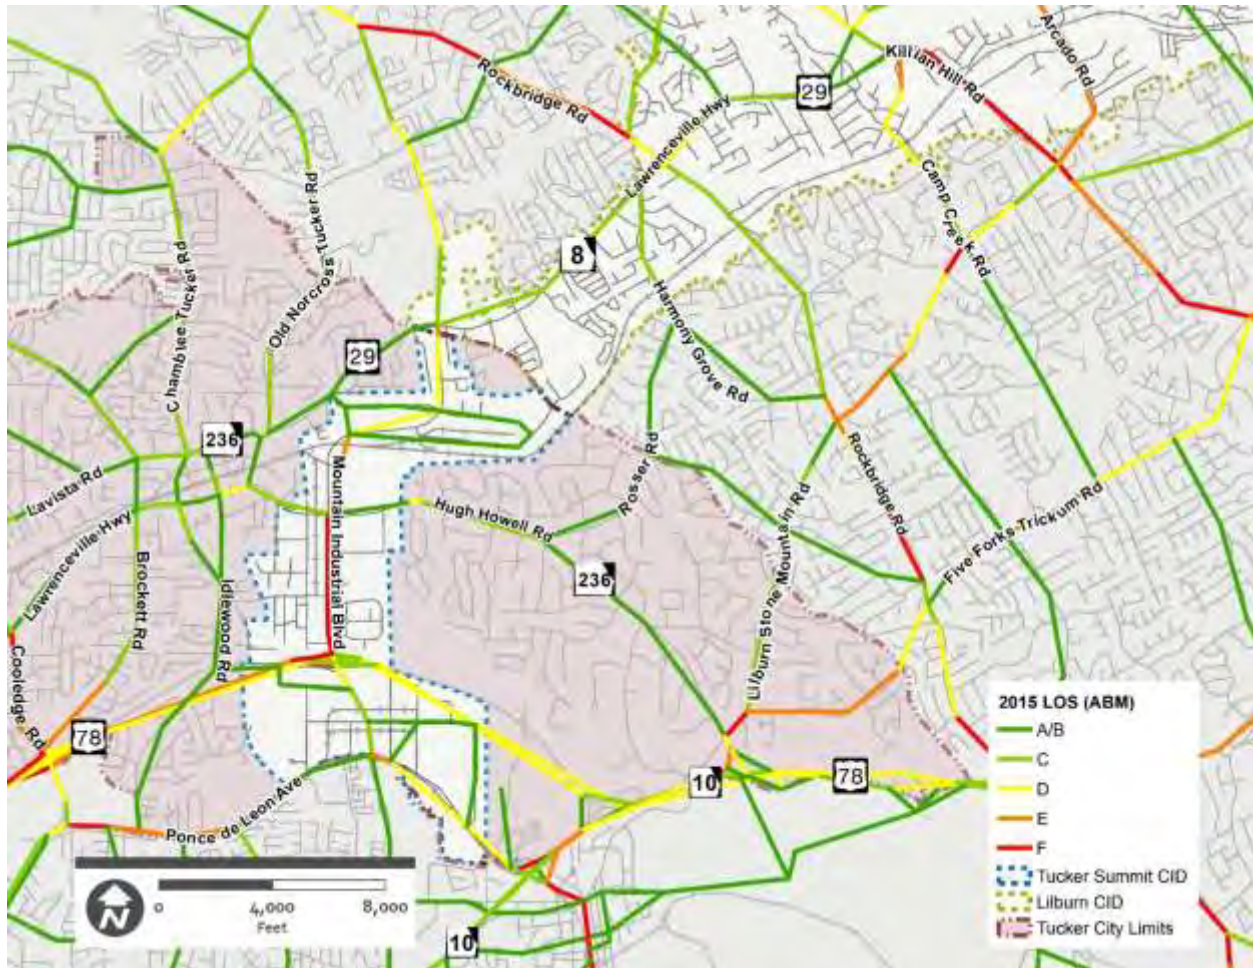 Arcado Rd
Killian Hill Rd
Rockbridge Rd
29
Lawrenceville Hwy
Camp Creek Rd
Old Norcross Tucker Rd
Chamblee Tucker Rd
8
Harmony Grove Rd
29
236
Rockbridge Rd
Lavista Rd
Rosser Rd
Mountain Industrial Blvd
Hugh Howell Rd
Lilburn Stone Mountain Rd
Five Forks Trickum Rd
Lawrenceville Hwy
Brockett Rd
Idlewood Rd
236
Cooledge Rd
78
10
78
Ponce de Leon Ave
2015 LOS (ABM)
A/B
C
D
E
F
Tucker Summit CID
Lilburn CID
Tucker City Limits
N
0
4,000
8,000
Feet
10